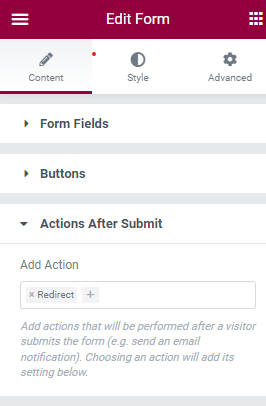 Edit Form
Content Style Advanced
Form Fields
Buttons
Actions After Submit
Add Action
× Redirect +
Add actions that will be performed after a visitor
submits the form (e.g. send an email
notification). Choosing an action will add its
setting below.